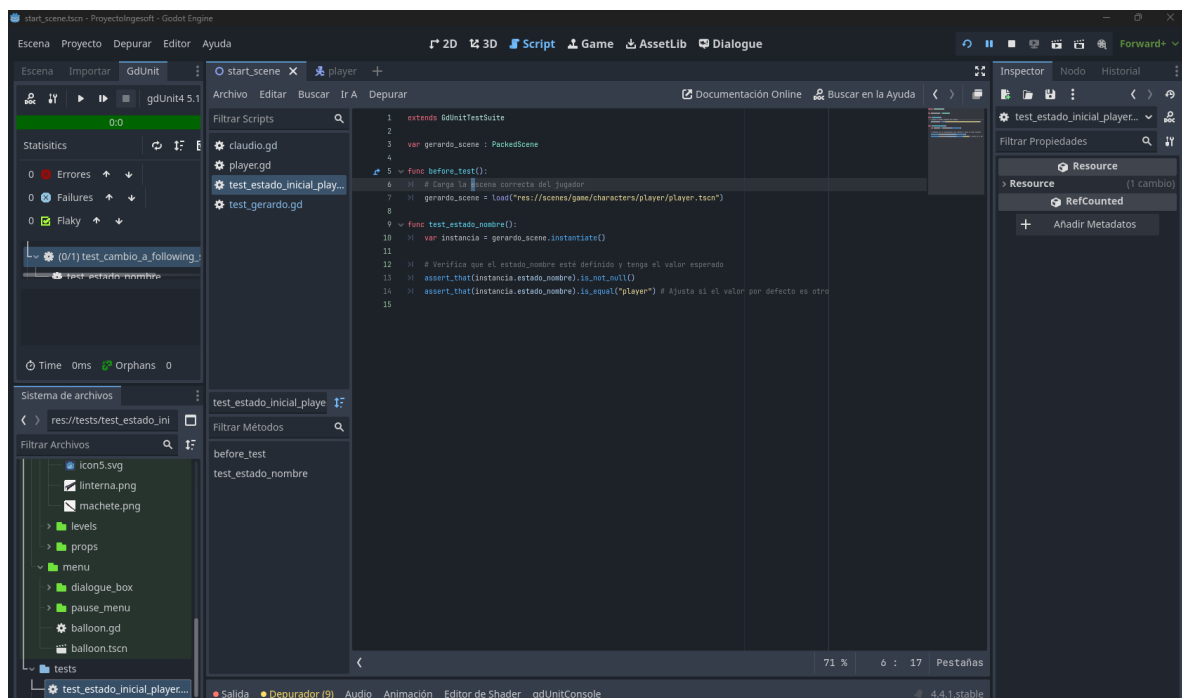 start_scene.tscn - ProyectoIngesoft - Godot Engine
Escena Proyecto Depurar Editor Ayuda
2D 3D Script Game AssetLib Dialogue
Forward+
Escena Importar GdUnit
start_scene player
Inspector Nodo Historial
gdUnit4 5.1
Archivo Editar Buscar Ir A Depurar
Documentación Online Buscar en la Ayuda
0:0
Filtrar Scripts
test_estado_inicial_player...
Statisitics
Filtrar Propiedades
0 Errores
0 Failures
0 Flaky
claudio.gd
player.gd
test_estado_inicial_play...
test_gerardo.gd
Resource
Resource (1 cambio)
RefCounted
Añadir Metadatos
(0/1) test_cambio_a_following_
test_estado_nombre
Time 0ms Orphans 0
1 extends GdUnitTestSuite
2
3 var gerardo_scene : PackedScene
4
5 func before_test():
6 # Carga la escena correcta del jugador
7 gerardo_scene = load("res://scenes/game/characters/player/player.tscn")
8
9 func test_estado_nombre():
10 var instancia = gerardo_scene.instantiate()
11
12 # Verifica que el estado_nombre esté definido y tenga el valor esperado
13 assert_that(instancia.estado_nombre).is_not_null()
14 assert_that(instancia.estado_nombre).is_equal("player") # Ajusta si el valor por defecto es otro
15
Sistema de archivos
res://tests/test_estado_ini
Filtrar Archivos
icon5.svg
linterna.png
machete.png
levels
props
menu
dialogue_box
pause_menu
balloon.gd
balloon.tscn
tests
test_estado_inicial_player....
test_estado_inicial_playe
Filtrar Métodos
before_test
test_estado_nombre
71 % 6 : 17 Pestañas
Salida Depurador (9) Audio Animación Editor de Shader gdUnitConsole
4.4.1.stable